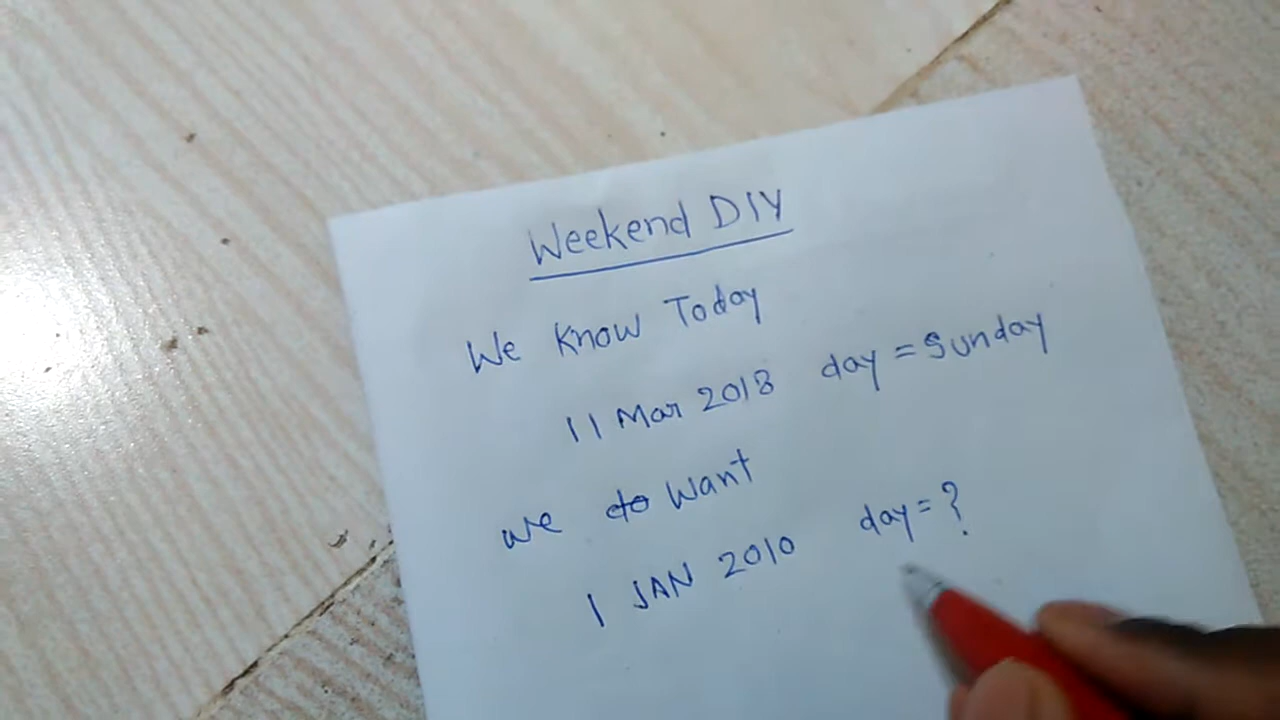 Weekend DIY
We Know Today
11 Mar 2018 day = Sunday
We do Want
1 JAN 2010 day = ?